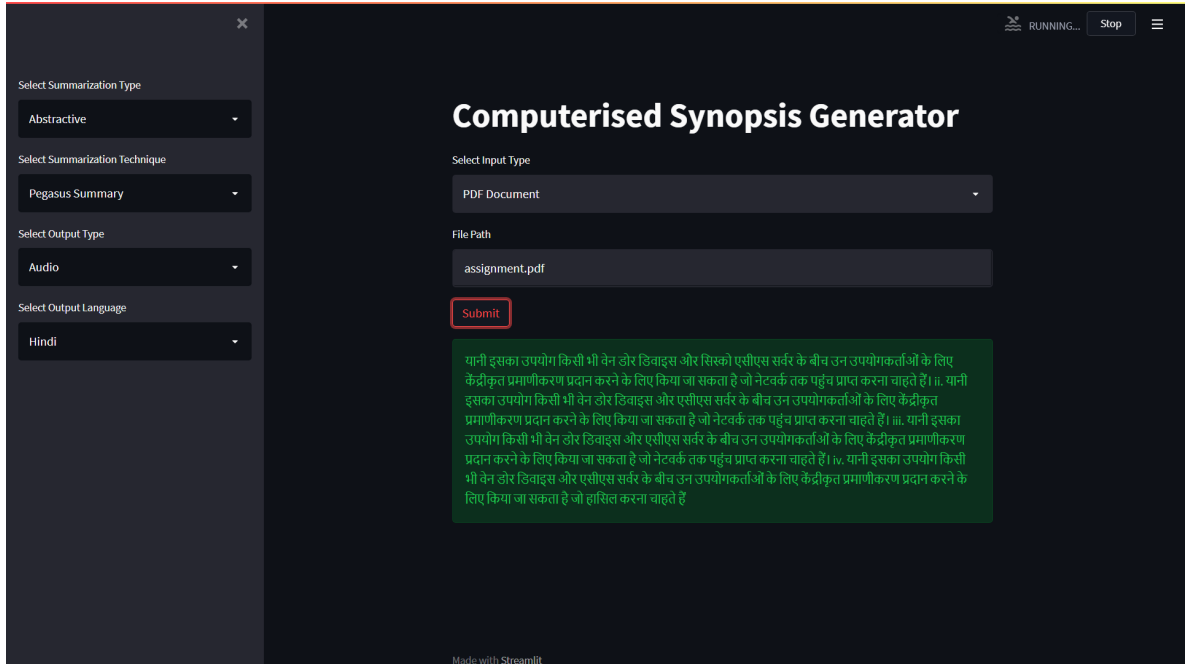 ×
RUNNING...
Stop
Select Summarization Type
Abstractive
Select Summarization Technique
Pegasus Summary
Select Output Type
Audio
Select Output Language
Hindi
Computerised Synopsis Generator
Select Input Type
PDF Document
File Path
assignment.pdf
Submit
यानी इसका उपयोग किसी भी वेन डोर डिवाइस और सिस्को एसीएस सर्वर के बीच उन उपयोगकर्ताओं के लिए
केंद्रीकृत प्रमाणीकरण प्रदान करने के लिए किया जा सकता है जो नेटवर्क तक पहुंच प्राप्त करना चाहते हैं। ii. यानी
इसका उपयोग किसी भी वेन डोर डिवाइस और एसीएस सर्वर के बीच उन उपयोगकर्ताओं के लिए केंद्रीकृत
प्रमाणीकरण प्रदान करने के लिए किया जा सकता है जो नेटवर्क तक पहुंच प्राप्त करना चाहते हैं। iii. यानी इसका
उपयोग किसी भी वेन डोर डिवाइस और एसीएस सर्वर के बीच उन उपयोगकर्ताओं के लिए केंद्रीकृत प्रमाणीकरण
प्रदान करने के लिए किया जा सकता है जो नेटवर्क तक पहुंच प्राप्त करना चाहते हैं। iv. यानी इसका उपयोग किसी
भी वेन डोर डिवाइस और एसीएस सर्वर के बीच उन उपयोगकर्ताओं के लिए केंद्रीकृत प्रमाणीकरण प्रदान करने के
लिए किया जा सकता है जो हासिल करना चाहते हैं
Made with Streamlit